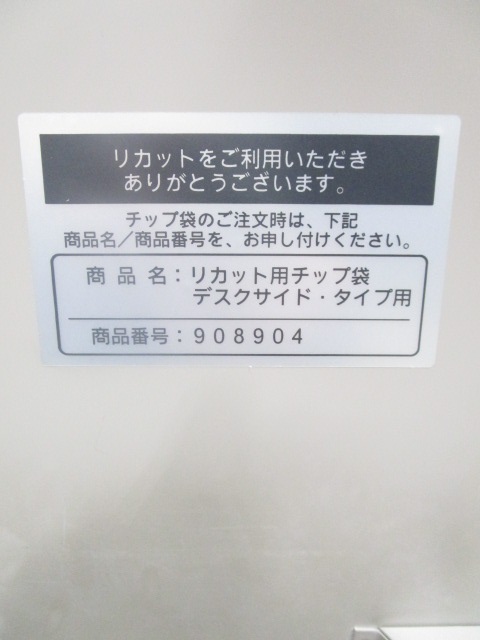 リカットをご利用いただき
ありがとうございます。
チップ袋のご注文時は、下記
商品名／商品番号を、お申し付けください。
商品名：リカット用チップ袋
デスクサイド・タイプ用
商品番号：908904